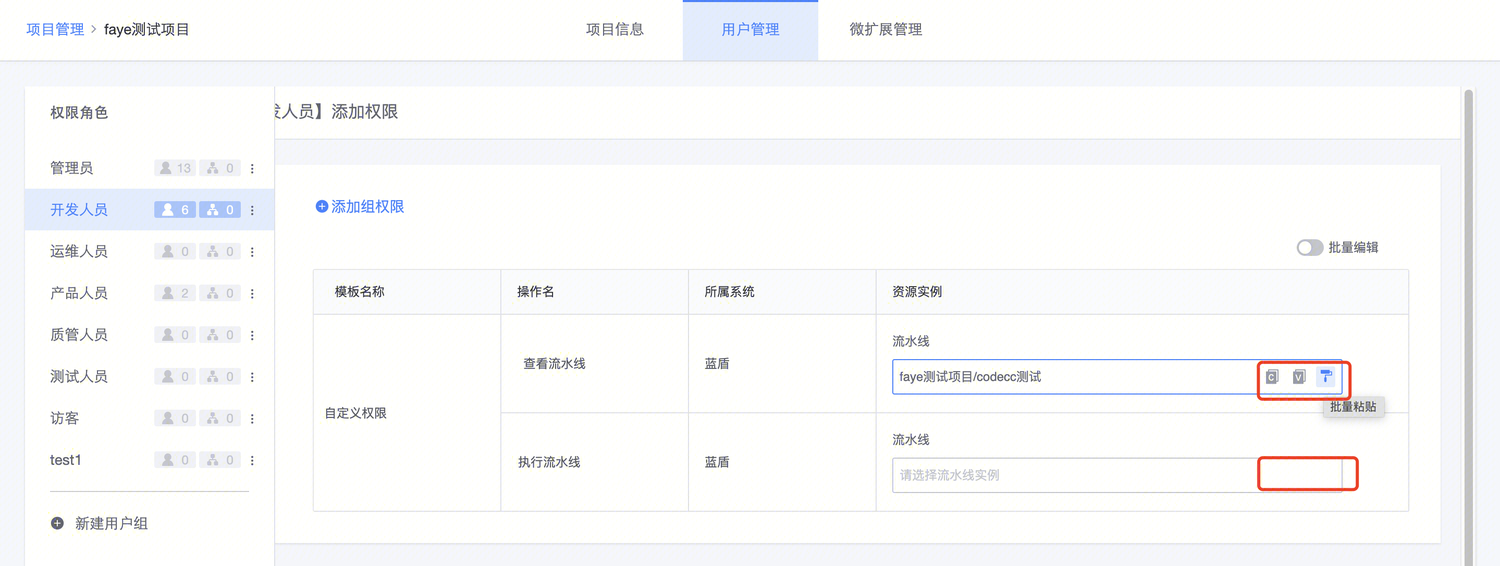 项目管理 > faye测试项目
项目信息
用户管理
微扩展管理
权限角色
人员】添加权限
管理员 13 0
开发人员 6 0
运维人员 0 0
产品人员 2 0
质管人员 0 0
测试人员 0 0
访客 0 0
test1 0 0
新建用户组
添加组权限
批量编辑
模板名称 操作名 所属系统 资源实例
自定义权限
查看流水线 蓝盾
流水线
faye测试项目/codecc测试 C V
批量粘贴
执行流水线 蓝盾
流水线
请选择流水线实例